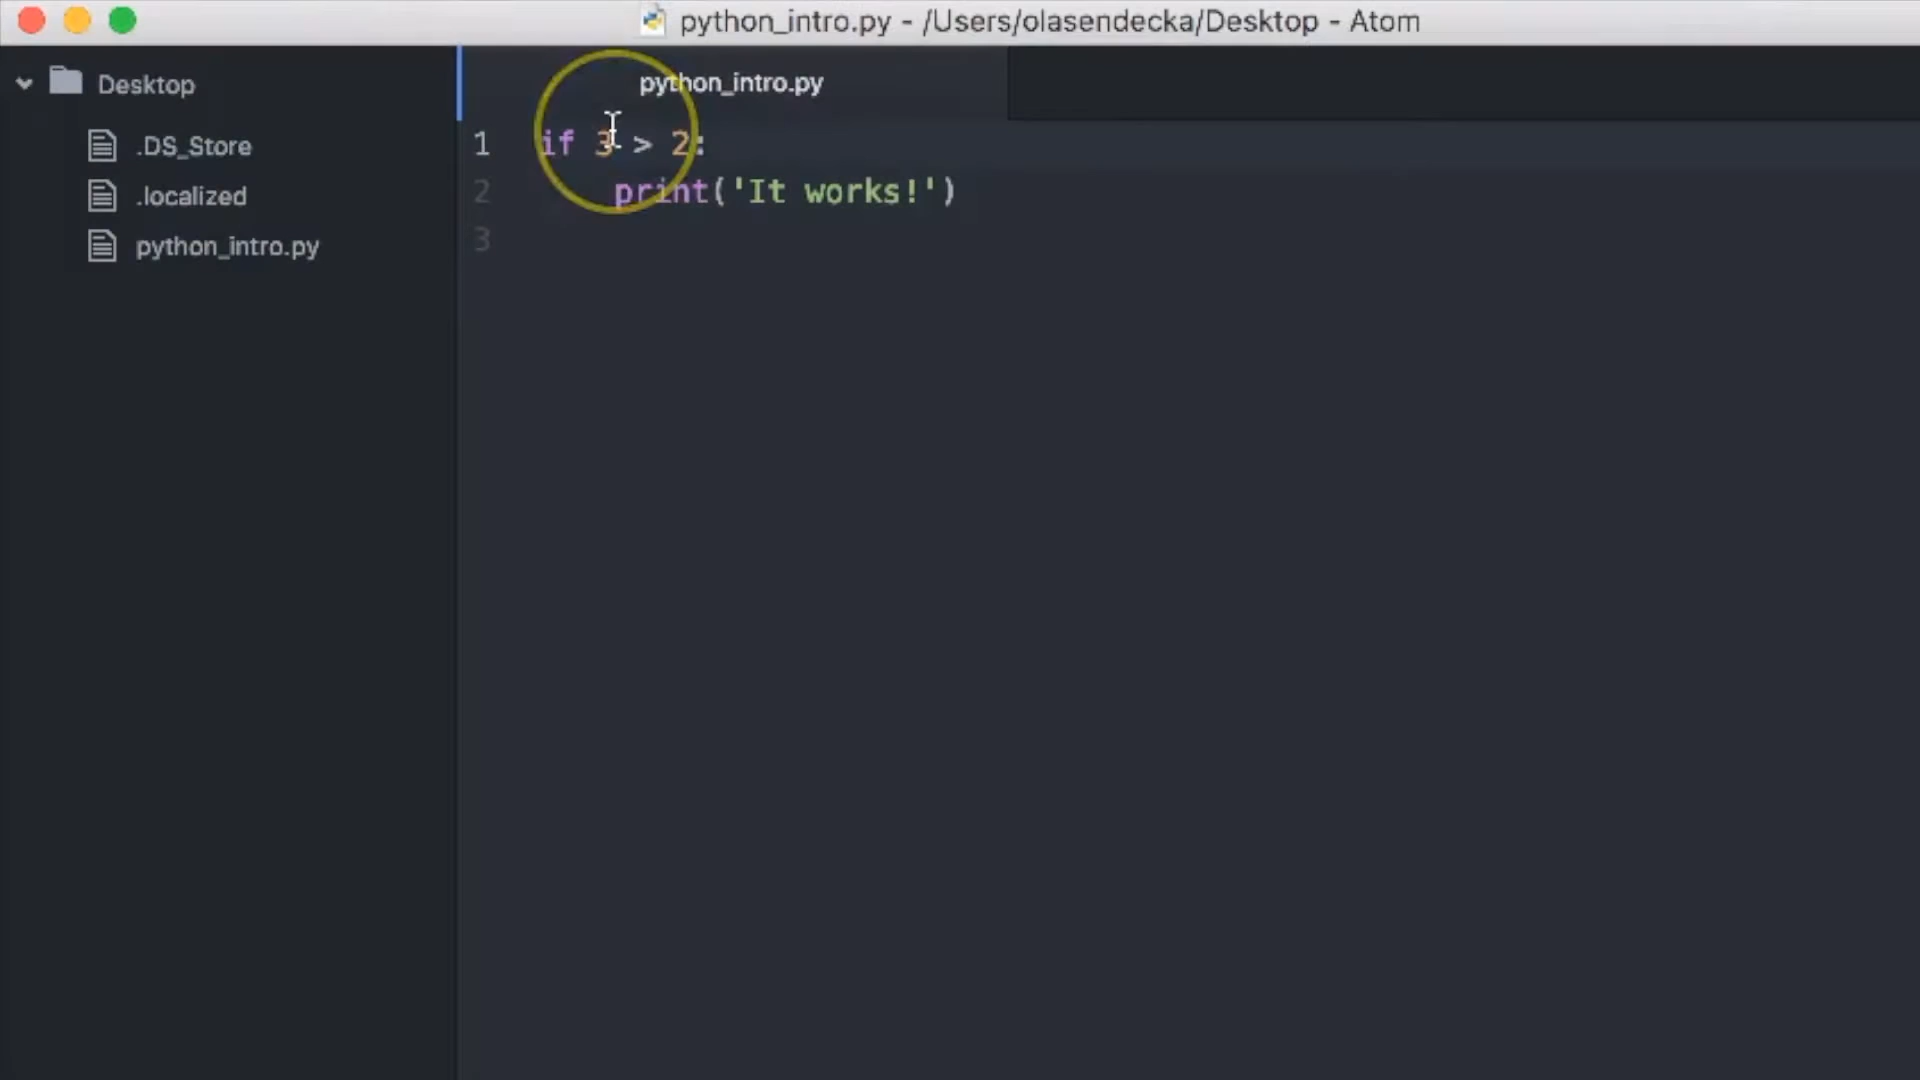 python_intro.py - /Users/olasendecka/Desktop - Atom
Desktop
.DS_Store
.localized
python_intro.py
python_intro.py
1 if 3 > 2:
2 print('It works!')
3